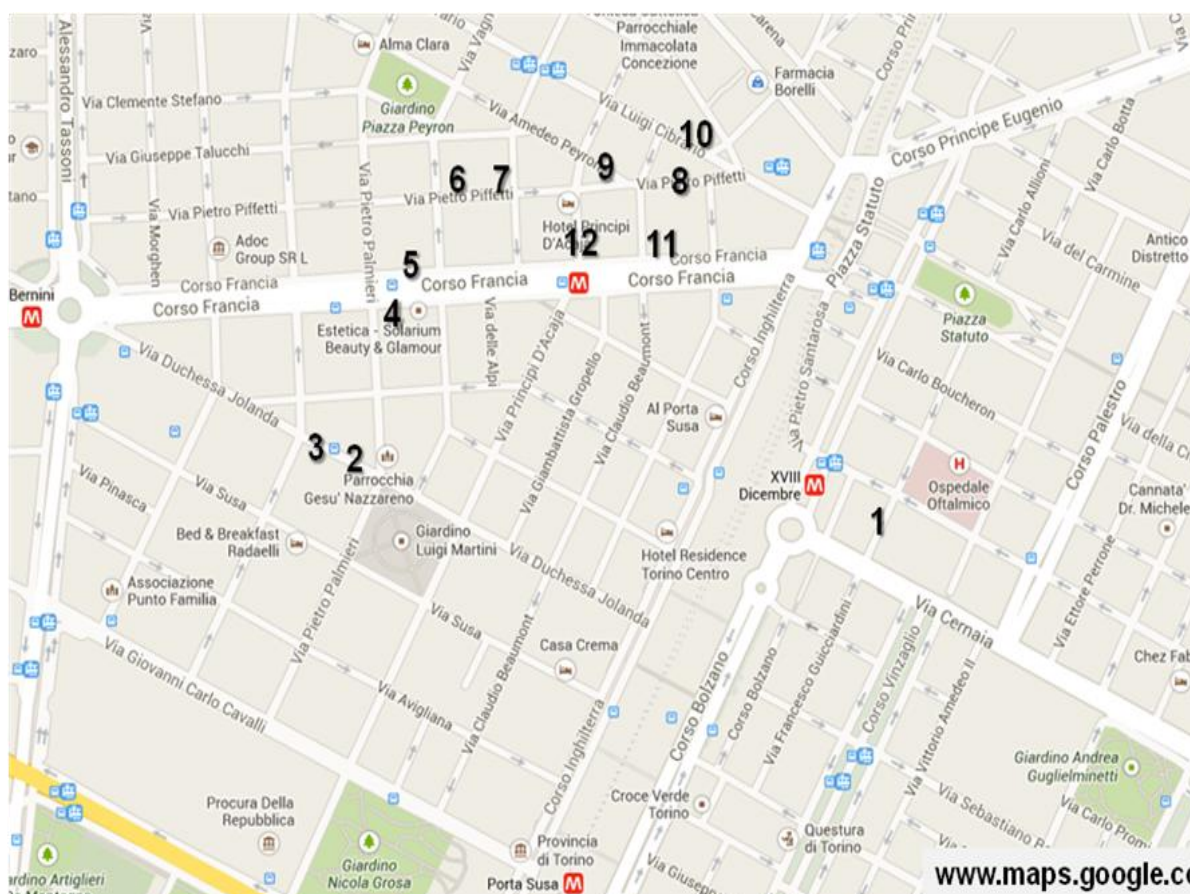 Alma Clara
Parrocchiale
Immacolata
Concezione
Farmacia
Borelli
Corso Principe Eugenio
Alessandro Tassoni
Via Clemente Stefano
Giardino
Piazza Peyron
Via Luigi Cibrario
Via Amedeo Peyron
10
Via Giuseppe Talucchi
6
7
9
8
Via Pietro Piffetti
Via Pietro Piffetti
Via Pietro Piffetti
Via Morghen
Via Pietro Palmieri
Hotel Principi
D'Acaja
12
11
Adoc
Group SR L
5
Corso Francia
Corso Francia
Corso Francia
Corso Francia
Corso Francia
Bernini
M
M
4
Estetica - Solarium
Beauty & Glamour
Via delle Alpi
Via Principi D'Acaja
Via Giambattista Gropello
Via Claudio Beaumont
Corso Inghilterra
Via Pietro Santarosa
Piazza Statuto
Via Carlo Allioni
Via Carlo Botta
Via del Carmine
Antico
Distretto
Piazza
Statuto
Via Carlo Boucheron
Corso Palestro
Via della
Via Duchessa Jolanda
Al Porta
Susa
3
2
Parrocchia
Gesu' Nazzareno
XVIII
Dicembre
M
H
Ospedale
Oftalmico
Cannata'
Dr. Michele
1
Via Pinasca
Via Susa
Bed & Breakfast
Radaelli
Giardino
Luigi Martini
Hotel Residence
Torino Centro
Associazione
Punto Familia
Via Pietro Palmieri
Via Duchessa Jolanda
Via Susa
Casa Crema
Via Cernaia
Via Ettore Perrone
Chez
Via Giovanni Carlo Cavalli
Via Avigliana
Via Claudio Beaumont
Corso Inghilterra
Corso Bolzano
Corso Bolzano
Via Francesco Guicciardini
Corso Vinzaglio
Via Vittorio Amedeo II
Giardino Andrea
Guglielminetti
Procura Della
Repubblica
Croce Verde
Torino
Questura
di Torino
Via Sebastiano
Via Carlo
Giardino
Nicola Grosa
Provincia
di Torino
Porta Susa
M
Via Giuseppe
Artiglieri
www.maps.google.co